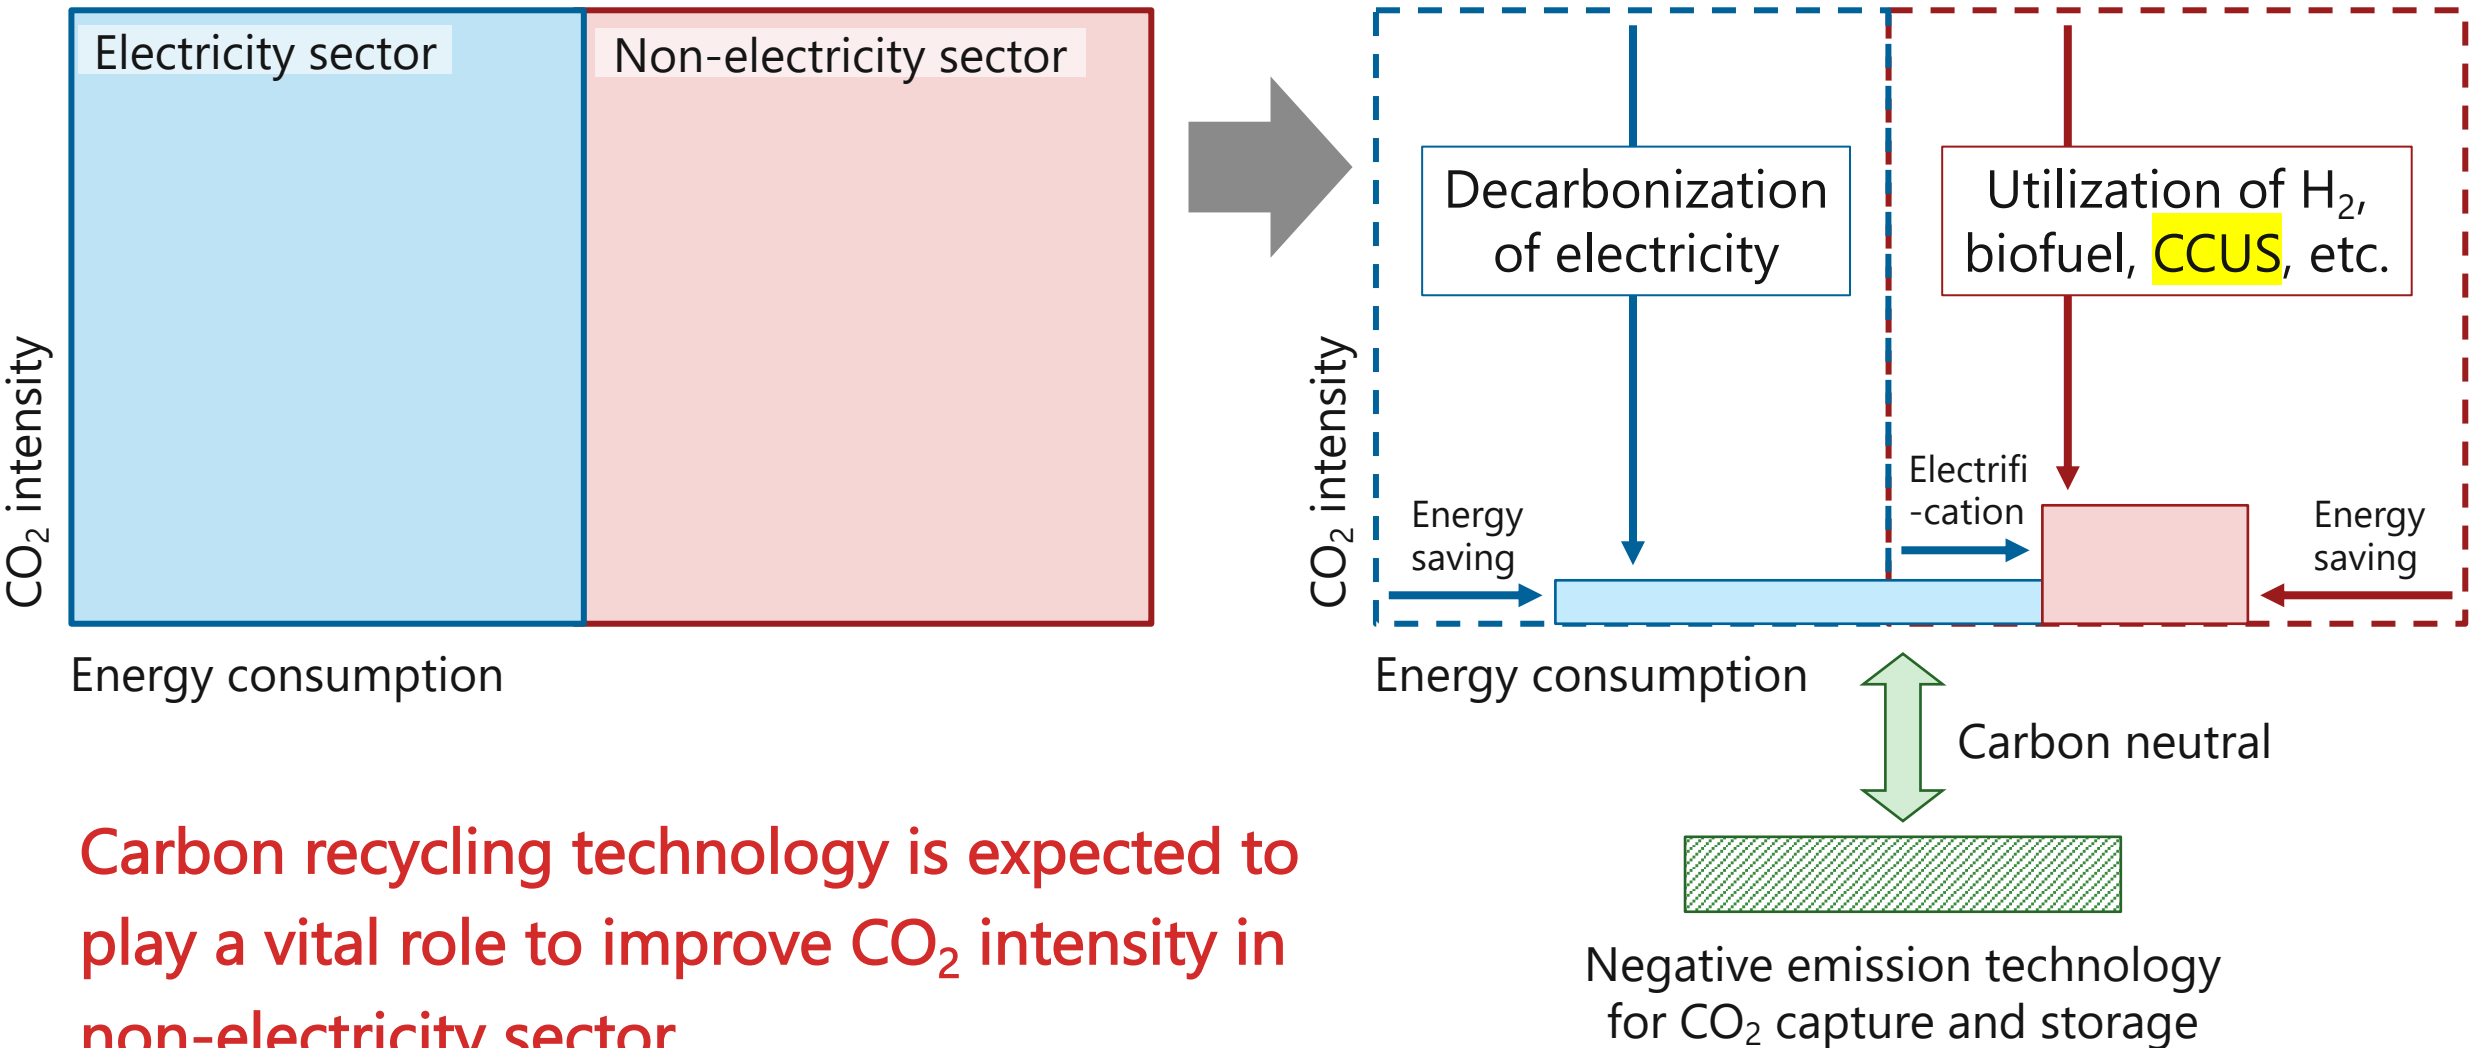 Electricity sector
Non-electricity sector
CO₂ intensity
Energy consumption
Decarbonization
of electricity
Utilization of H₂,
biofuel, CCUS, etc.
CO₂ intensity
Energy
saving
Electrifi
-cation
Energy
saving
Energy consumption
Carbon neutral
Negative emission technology
for CO₂ capture and storage
Carbon recycling technology is expected to
play a vital role to improve CO₂ intensity in
non-electricity sector